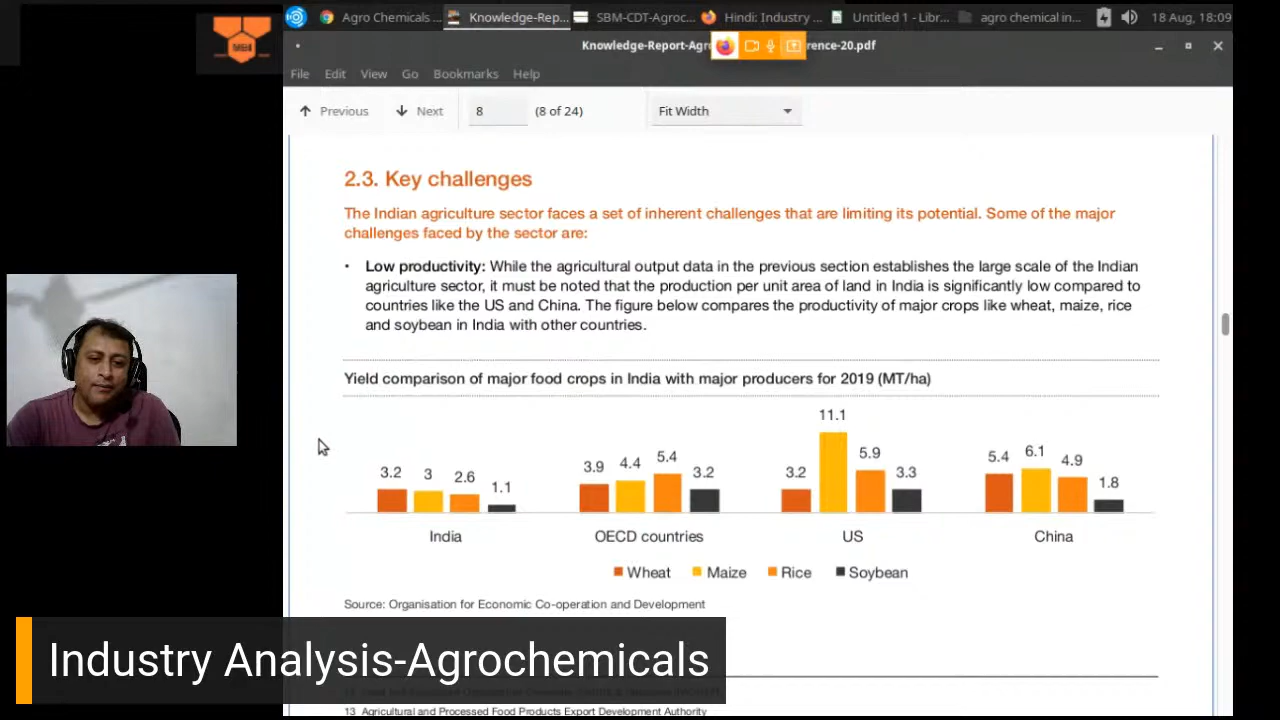 Agro Chemicals ...
Knowledge-Rep...
SBM-CDT-Agroc...
Hindi: Industry ...
Untitled 1 - Libr...
agro chemical in...
18 Aug, 18:09
MBH
Knowledge-Report-Agro
rence-20.pdf
File Edit View Go Bookmarks Help
Previous Next 8 (8 of 24) Fit Width
2.3. Key challenges
The Indian agriculture sector faces a set of inherent challenges that are limiting its potential. Some of the major
challenges faced by the sector are:
• Low productivity: While the agricultural output data in the previous section establishes the large scale of the Indian
agriculture sector, it must be noted that the production per unit area of land in India is significantly low compared to
countries like the US and China. The figure below compares the productivity of major crops like wheat, maize, rice
and soybean in India with other countries.
Yield comparison of major food crops in India with major producers for 2019 (MT/ha)
3.2 3 2.6 1.1
3.9 4.4 5.4 3.2
3.2 11.1 5.9 3.3
5.4 6.1 4.9 1.8
India OECD countries US China
Wheat Maize Rice Soybean
Source: Organisation for Economic Co-operation and Development
Industry Analysis-Agrochemicals
13 Agricultural and Processed Food Products Export Development Authority